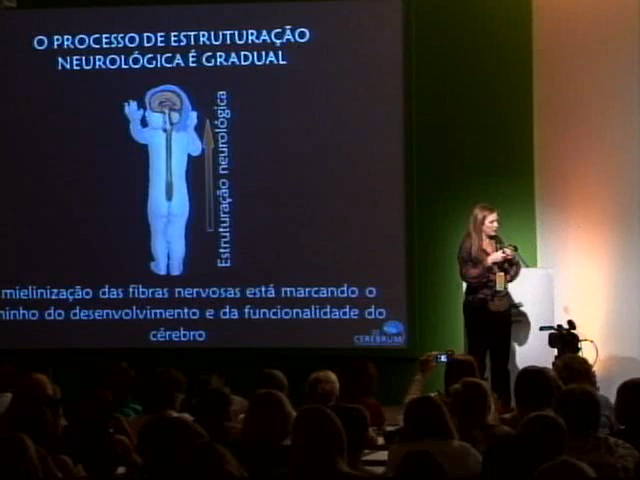 O PROCESSO DE ESTRUTURAÇÃO
NEUROLÓGICA É GRADUAL
Estruturação neurológica
mielinização das fibras nervosas está marcando o
minho do desenvolvimento e da funcionalidade do
cérebro
CEREBRUM